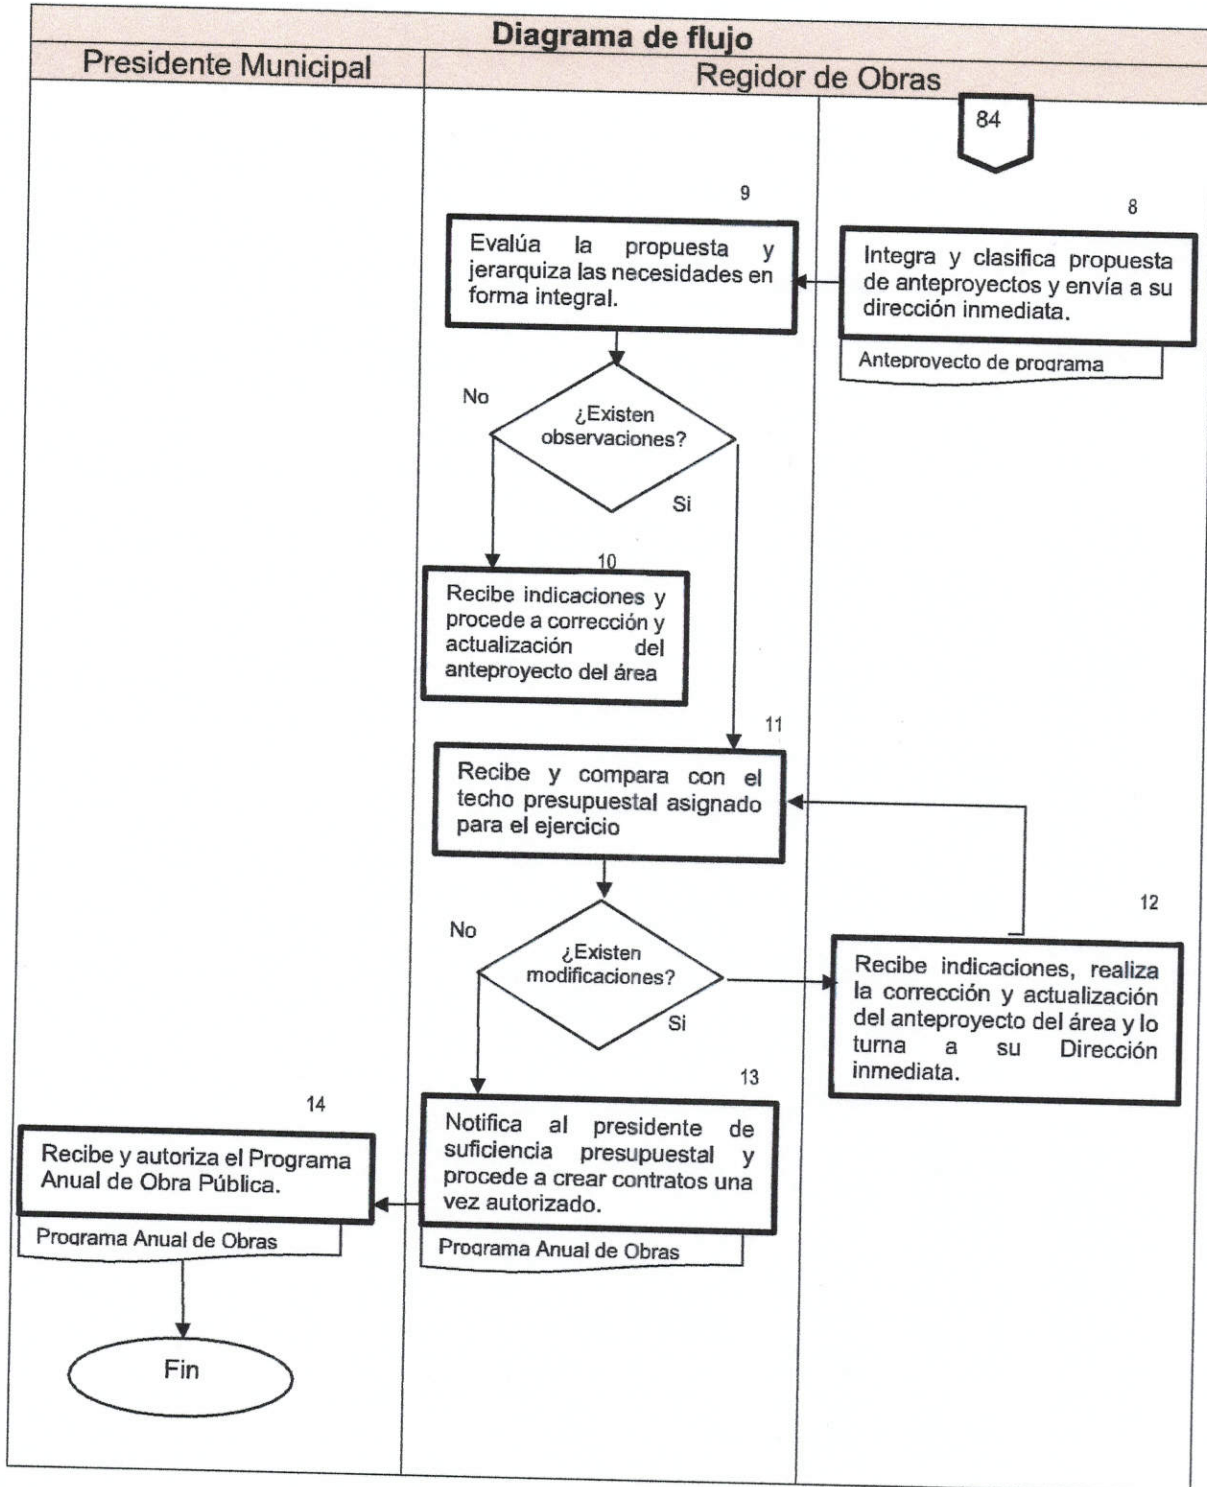 Diagrama de flujo
Presidente Municipal
Regidor de Obras
84
8
Integra y clasifica propuesta
de anteproyectos y envía a su
dirección inmediata.
Anteproyecto de programa
9
Evalúa la propuesta y
jerarquiza las necesidades en
forma integral.
¿Existen
observaciones?
No
Si
10
Recibe indicaciones y
procede a corrección y
actualización del
anteproyecto del área
11
Recibe y compara con el
techo presupuestal asignado
para el ejercicio
¿Existen
modificaciones?
No
Si
12
Recibe indicaciones, realiza
la corrección y actualización
del anteproyecto del área y lo
turna a su Dirección
inmediata.
13
Notifica al presidente de
suficiencia presupuestal y
procede a crear contratos una
vez autorizado.
Programa Anual de Obras
14
Recibe y autoriza el Programa
Anual de Obra Pública.
Programa Anual de Obras
Fin